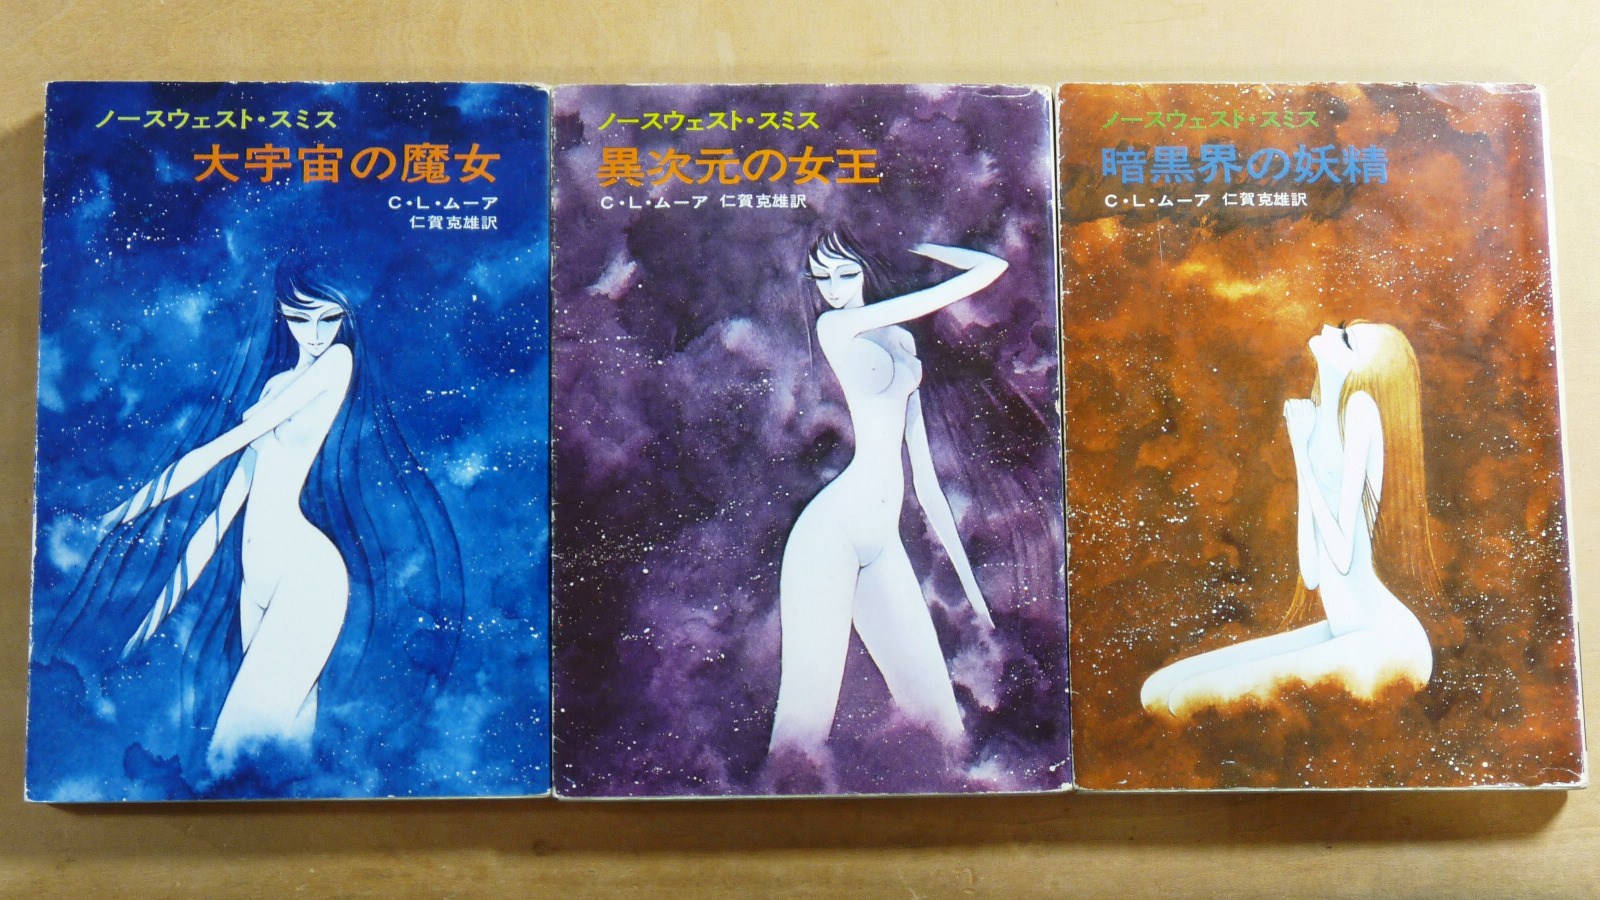 ノースウェスト・スミス
大宇宙の魔女
C・L・ムーア
仁賀克雄訳
ノースウェスト・スミス
異次元の女王
C・L・ムーア 仁賀克雄訳
ノースウェスト・スミス
暗黒界の妖精
C・L・ムーア 仁賀克雄訳